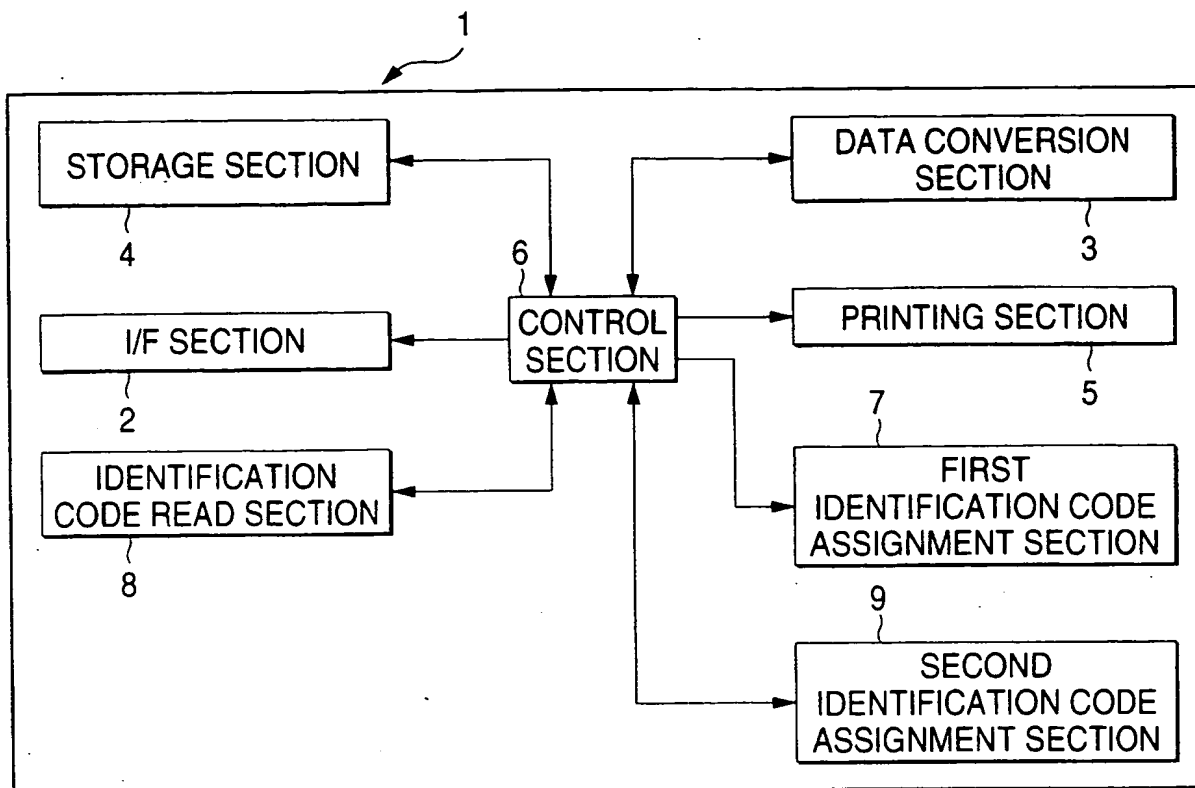 1
STORAGE SECTION
4
DATA CONVERSION
SECTION
3
6
CONTROL
SECTION
I/F SECTION
2
PRINTING SECTION
5
IDENTIFICATION
CODE READ SECTION
8
7
FIRST
IDENTIFICATION CODE
ASSIGNMENT SECTION
9
SECOND
IDENTIFICATION CODE
ASSIGNMENT SECTION